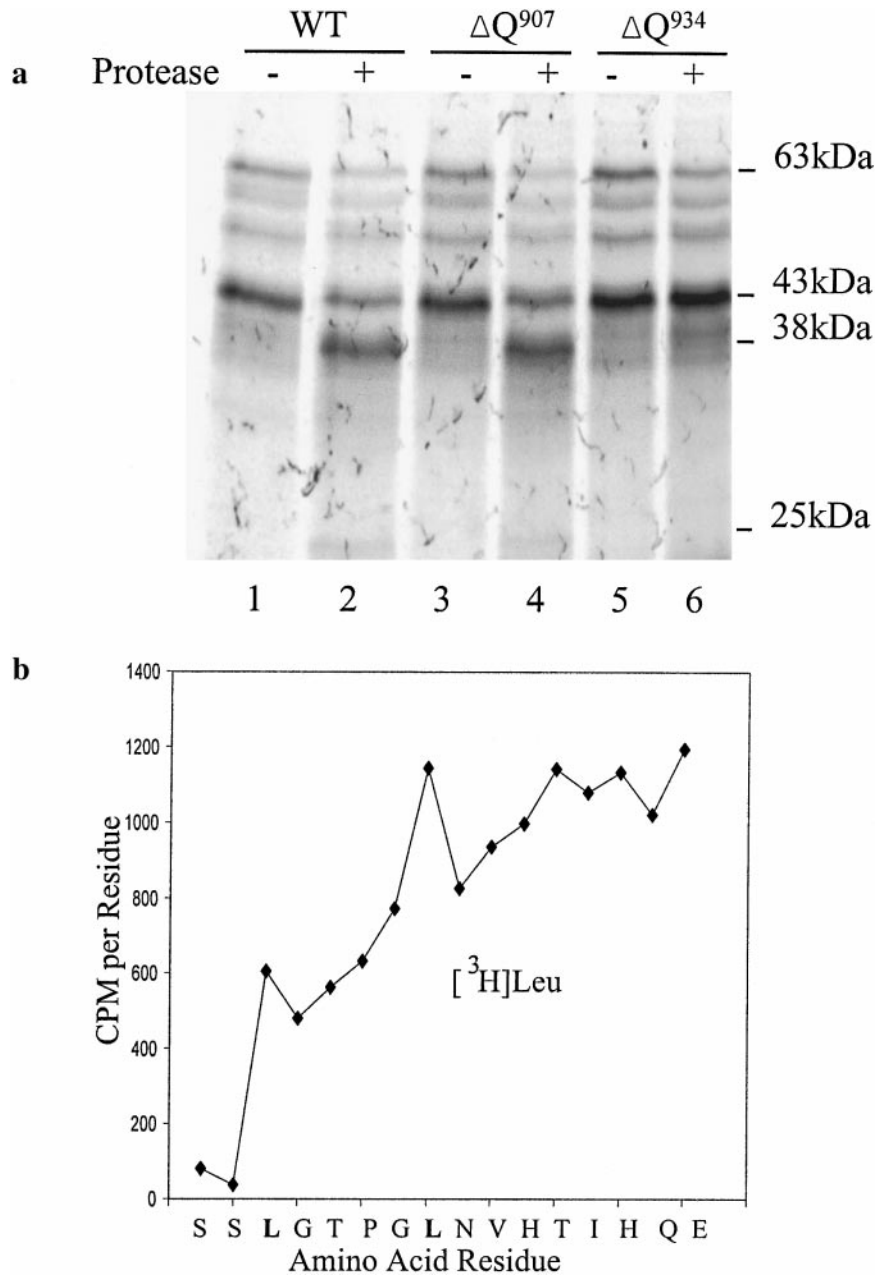 WT ΔQ⁹⁰⁷ ΔQ⁹³⁴
a Protease - + - + - +
63kDa
43kDa
38kDa
25kDa
1 2 3 4 5 6
b
1400
1200
1000
800
600
400
200
0
CPM per Residue
[³H]Leu
S S L G T P G L N V H T I H Q E
Amino Acid Residue